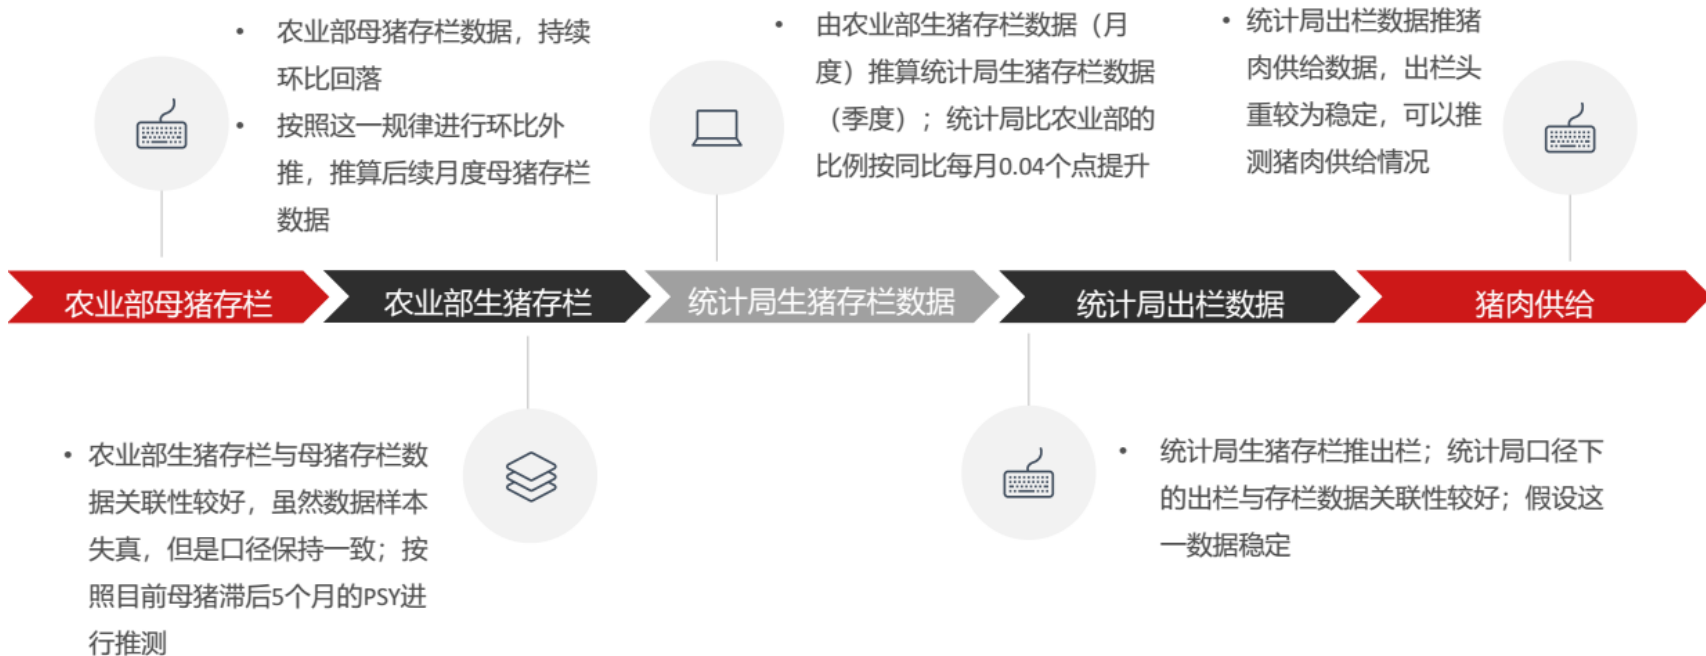 • 农业部母猪存栏数据，持续
环比回落
• 按照这一规律进行环比外
推，推算后续月度母猪存栏
数据
• 由农业部生猪存栏数据（月
度）推算统计局生猪存栏数据
（季度）；统计局比农业部的
比例按同比每月0.04个点提升
• 统计局出栏数据推猪
肉供给数据，出栏头
重较为稳定，可以推
测猪肉供给情况
农业部母猪存栏
农业部生猪存栏
统计局生猪存栏数据
统计局出栏数据
猪肉供给
• 农业部生猪存栏与母猪存栏数
据关联性较好，虽然数据样本
失真，但是口径保持一致；按
照目前母猪滞后5个月的PSY进
行推测
• 统计局生猪存栏推出栏；统计局口径下
的出栏与存栏数据关联性较好；假设这
一数据稳定